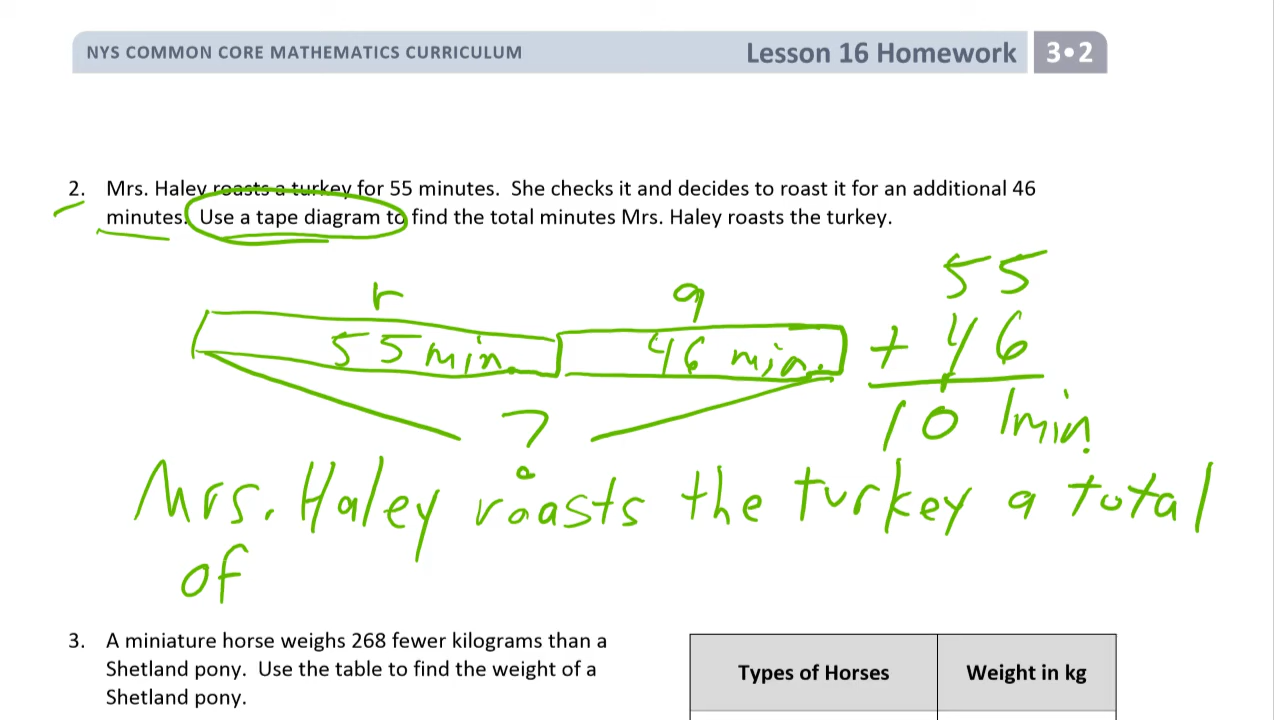 NYS COMMON CORE MATHEMATICS CURRICULUM Lesson 16 Homework 3•2
2. Mrs. Haley roasts a turkey for 55 minutes. She checks it and decides to roast it for an additional 46
minutes. Use a tape diagram to find the total minutes Mrs. Haley roasts the turkey.
r a
55 min. 46 min.
?
55
+ 46
101 min.
Mrs. Haley roasts the turkey a total
of
3. A miniature horse weighs 268 fewer kilograms than a
Shetland pony. Use the table to find the weight of a
Shetland pony.
Types of Horses Weight in kg